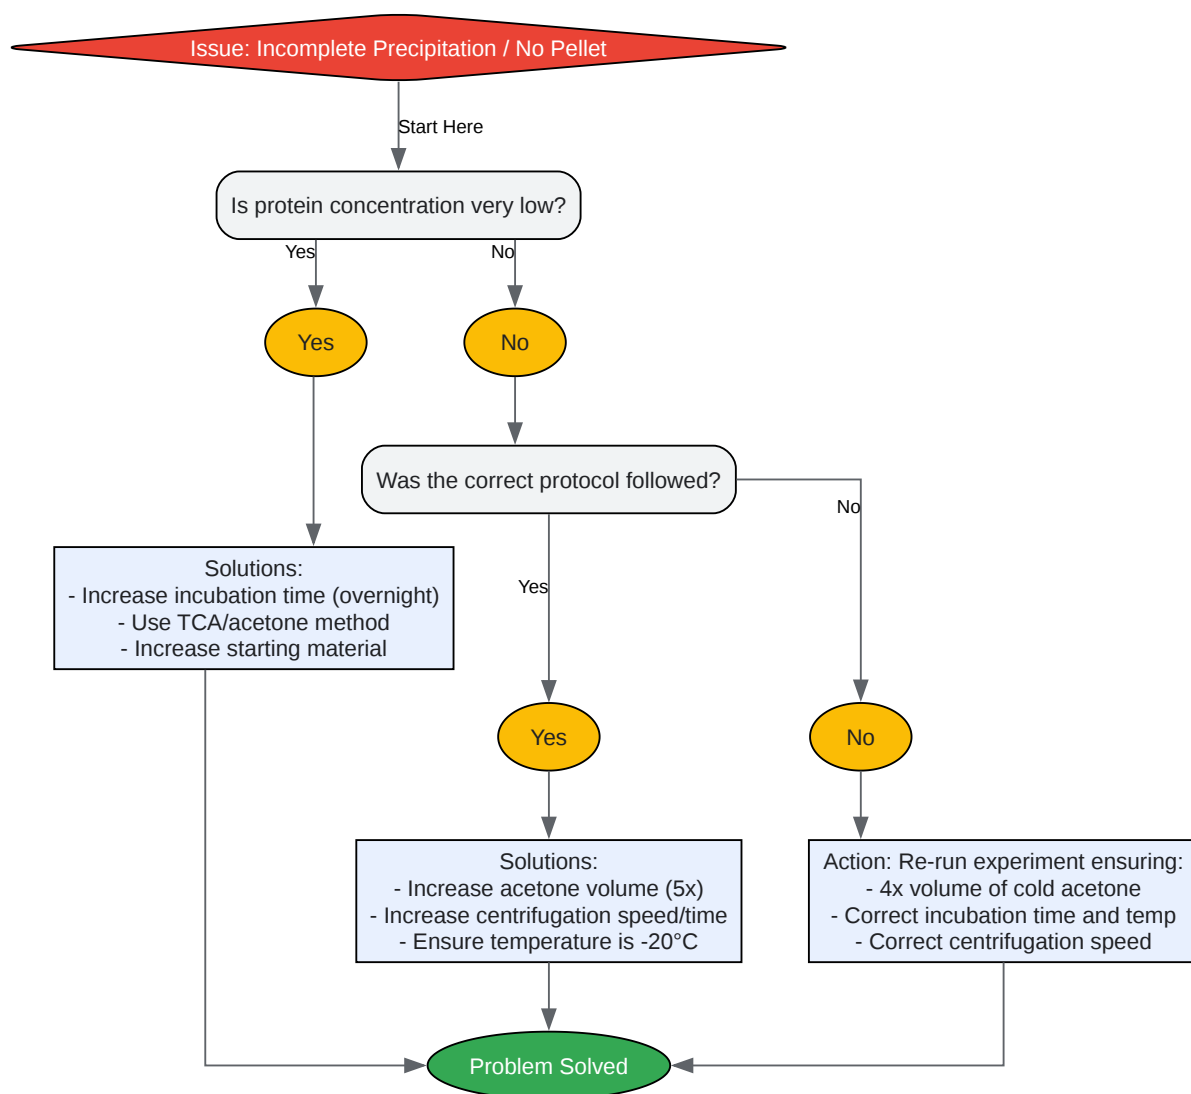 Issue: Incomplete Precipitation / No Pellet
Start Here
Is protein concentration very low?
Yes
No
Yes
No
Was the correct protocol followed?
No
Solutions:
- Increase incubation time (overnight)
- Use TCA/acetone method
- Increase starting material
Yes
Yes
No
Solutions:
- Increase acetone volume (5x)
- Increase centrifugation speed/time
- Ensure temperature is -20°C
Action: Re-run experiment ensuring:
- 4x volume of cold acetone
- Correct incubation time and temp
- Correct centrifugation speed
Problem Solved